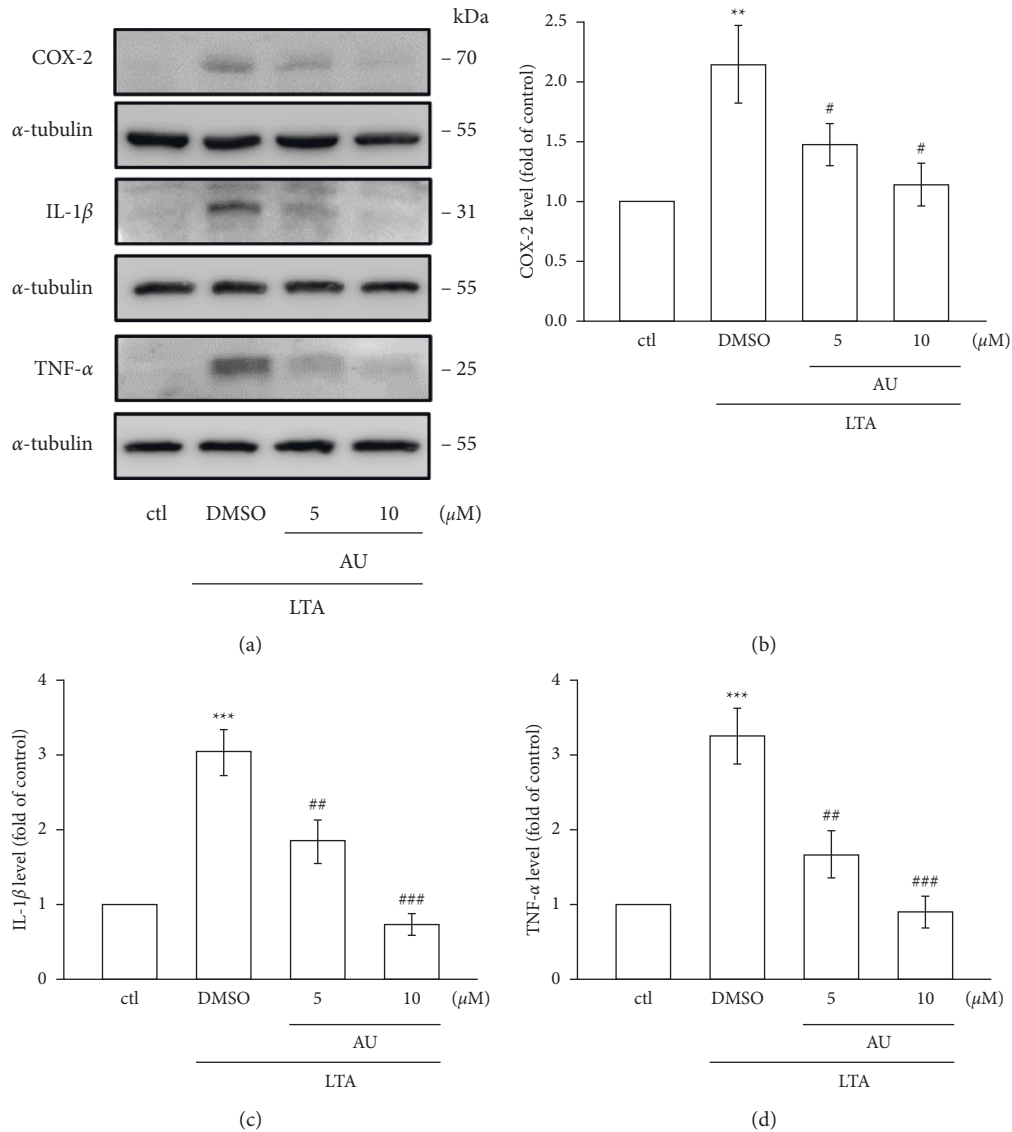 kDa
COX-2 – 70
α-tubulin – 55
IL-1β – 31
α-tubulin – 55
TNF-α – 25
α-tubulin – 55
ctl DMSO 5 10 (μM)
AU
LTA
(a)
COX-2 level (fold of control)
2.5
2.0
1.5
1.0
0.5
0.0
**
#
#
ctl DMSO 5 10 (μM)
AU
LTA
(b)
IL-1β level (fold of control)
4
3
2
1
0
***
##
###
ctl DMSO 5 10 (μM)
AU
LTA
(c)
TNF-α level (fold of control)
4
3
2
1
0
***
##
###
ctl DMSO 5 10 (μM)
AU
LTA
(d)